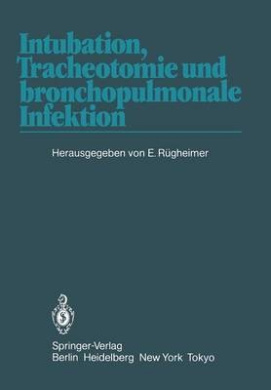 Intubation,
Tracheotomie und
bronchopulmonale
Infektion
Herausgegeben von E. Rügheimer
Springer-Verlag
Berlin Heidelberg New York Tokyo